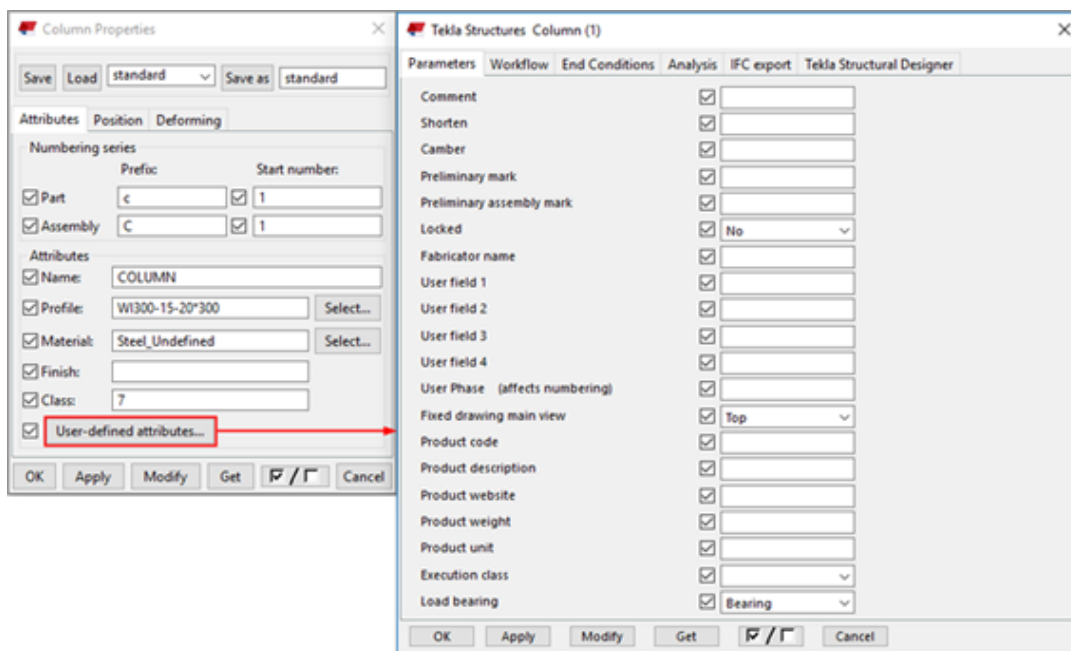 Column Properties
Save Load standard Save as standard
Attributes Position Deforming
Numbering series
Prefix: Start number:
Part c 1
Assembly C 1
Attributes
Name: COLUMN
Profile: WI300-15-20*300 Select...
Material: Steel_Undefined Select...
Finish:
Class: 7
User-defined attributes...
OK Apply Modify Get / Cancel
Tekla Structures Column (1)
Parameters Workflow End Conditions Analysis IFC export Tekla Structural Designer
Comment
Shorten
Camber
Preliminary mark
Preliminary assembly mark
Locked No
Fabricator name
User field 1
User field 2
User field 3
User field 4
User Phase (affects numbering)
Fixed drawing main view Top
Product code
Product description
Product website
Product weight
Product unit
Execution class
Load bearing Bearing
OK Apply Modify Get / Cancel